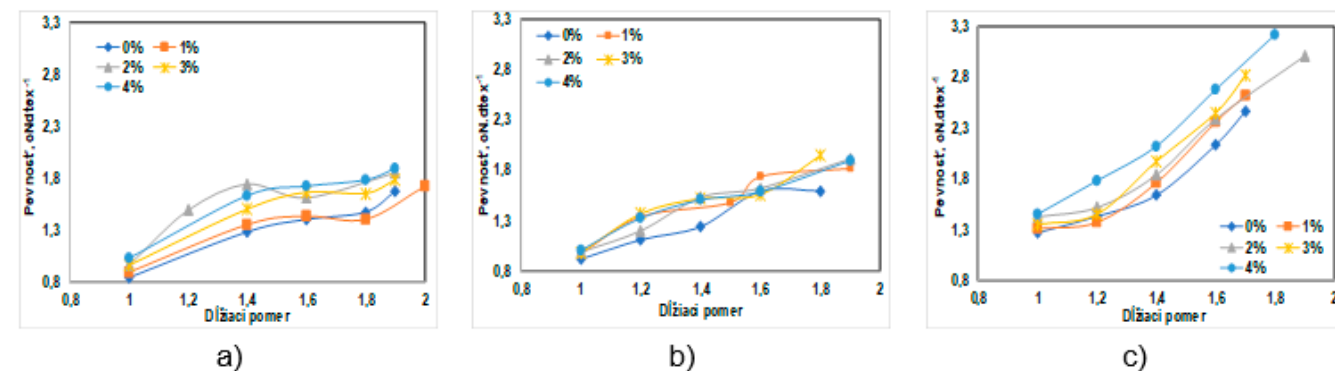 3,3
2,8
2,3
1,8
1,3
0,8
0% 1%
2% 3%
4%
Pevnosť, cN.dtex⁻¹
0,8 1 1,2 1,4 1,6 1,8 2
Dĺžiaci pomer
a)
3,3
2,8
2,3
1,8
1,3
0,8
0% 1%
2% 3%
4%
Pevnosť, cN.dtex⁻¹
0,8 1 1,2 1,4 1,6 1,8 2
Dĺžiaci pomer
b)
3,3
2,8
2,3
1,8
1,3
0,8
0% 1%
2% 3%
4%
Pevnosť, cN.dtex⁻¹
0,8 1 1,2 1,4 1,6 1,8 2
Dĺžiaci pomer
c)